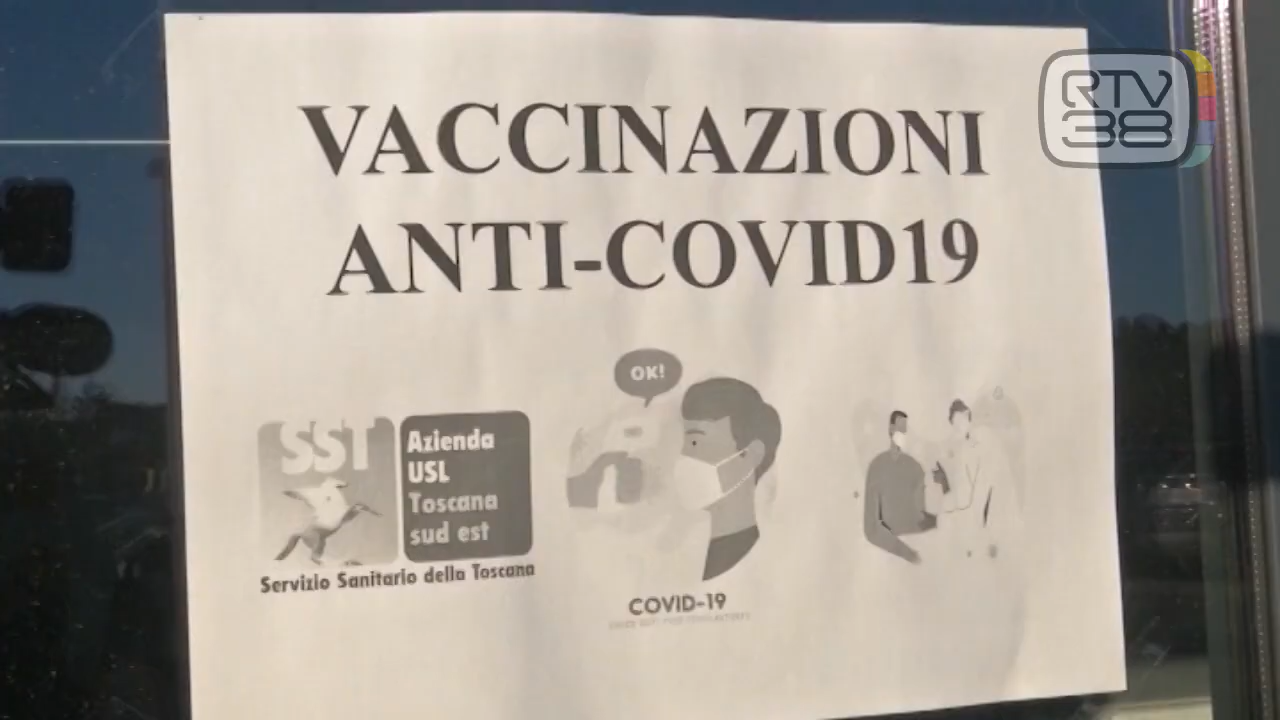 RTV
38
VACCINAZIONI
ANTI-COVID19
OK!
SST
Azienda
USL
Toscana
sud est
Servizio Sanitario della Toscana
COVID-19